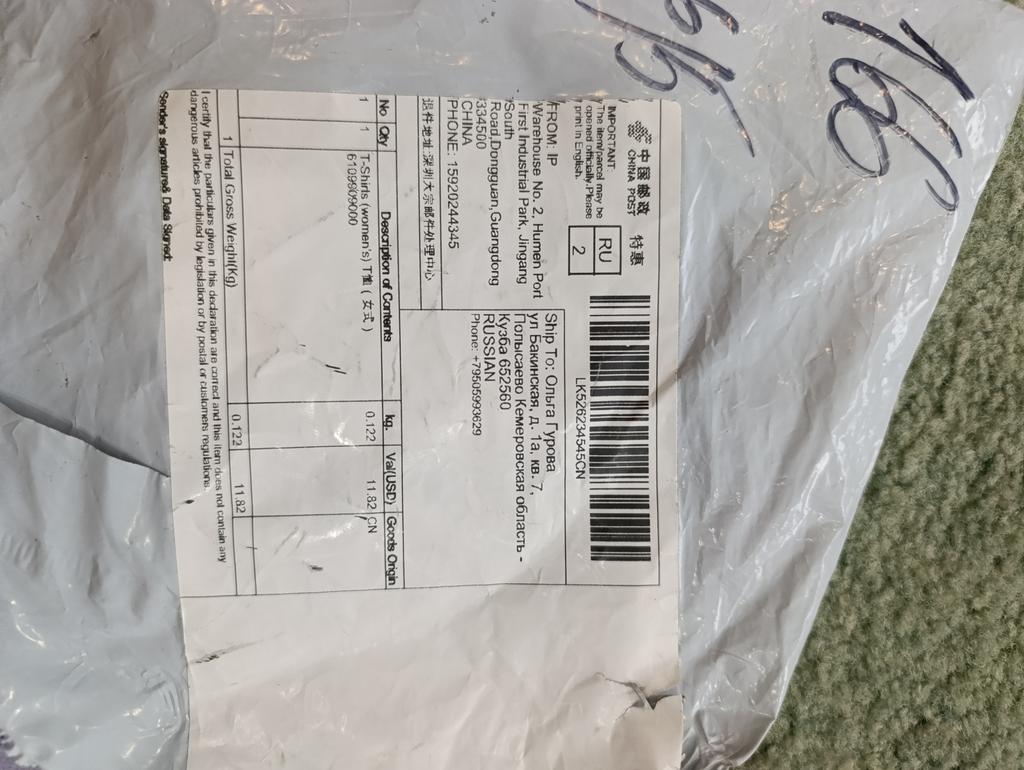 166
中国邮政 特惠
CHINA POST
IMPORTANT:
The item/parcel may be
opened officially.Please
print in English.
RU
2
LK526234545CN
FROM: IP
Warehouse No. 2, Humen Port
First Industrial Park, Jingang
South
Road,Dongguan,Guangdong
334500
CHINA
PHONE: 15920244345
退件地址:深圳大宗邮件处理中心
Ship To: Ольга Гурова
ул Бакинская, д. 1а, кв. 7,
Полысаево Кемеровская область -
Кузба 652560
RUSSIAN
Phone: +79505993629
No Qty Description of Contents kg. Val(USD) Goods Origin
1 1 T-Shirts (women's) T恤 ( 女式 ) 0.122 11.82 CN
6109909000
1 Total Gross Weight(Kg) 0.122 11.82
I certify that the particulars given in this declaration are correct and this item does not contain any
dangerous articles prohibited by legislation or by postal or customers regulations.
Sender's signature& Data Signed: